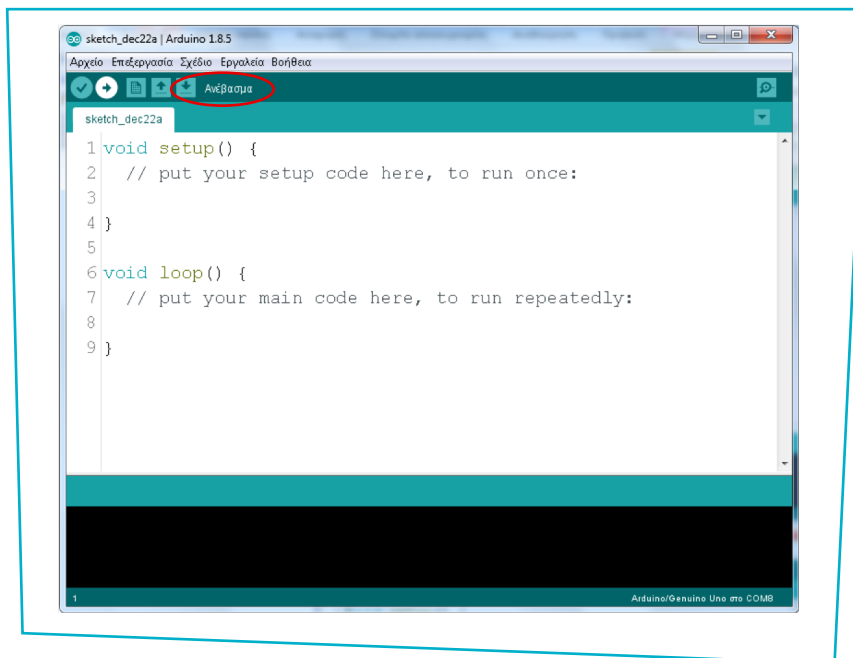 sketch_dec22a | Arduino 1.8.5
Αρχείο Επεξεργασία Σχέδιο Εργαλεία Βοήθεια
Ανέβασμα
sketch_dec22a
1 void setup() {
2 // put your setup code here, to run once:
3
4 }
5
6 void loop() {
7 // put your main code here, to run repeatedly:
8
9 }
1 Arduino/Genuino Uno στο COM8